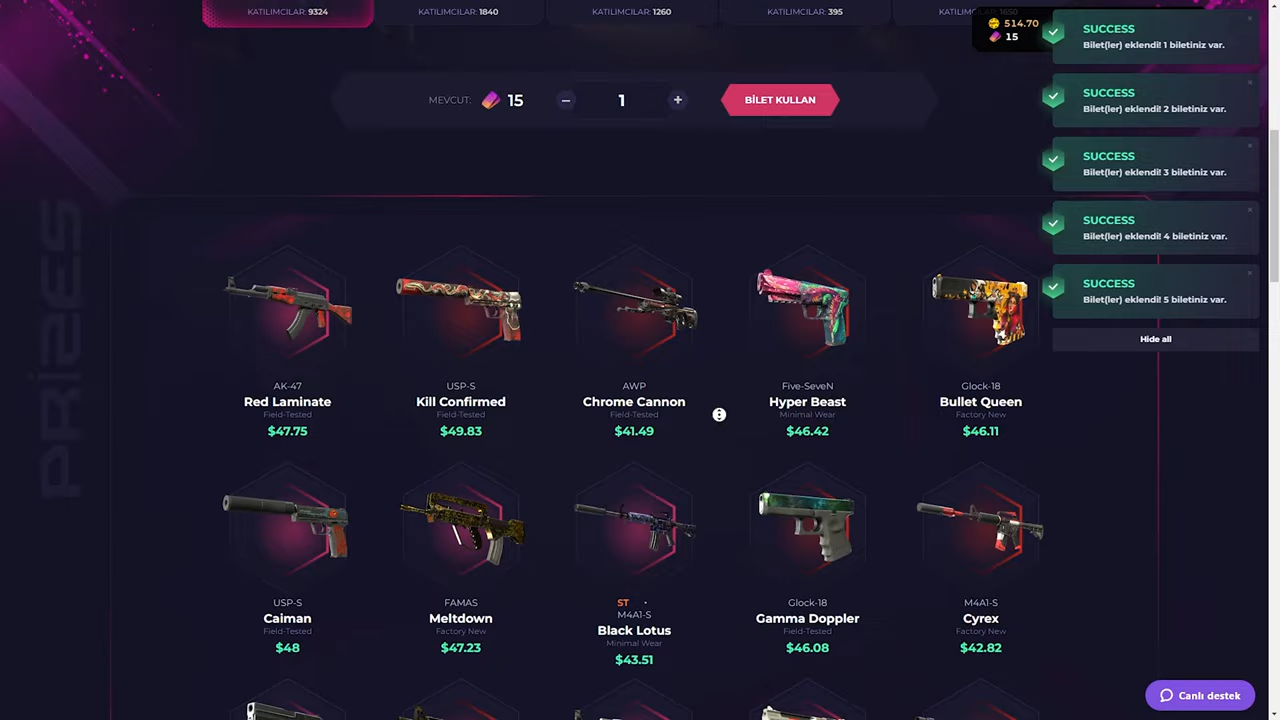 KATILIMCILAR: 9324
KATILIMCILAR: 1840
KATILIMCILAR: 1260
KATILIMCILAR: 395
514.70
15
SUCCESS
Bilet(ler) eklendi! 1 biletiniz var.
SUCCESS
Bilet(ler) eklendi! 2 biletiniz var.
SUCCESS
Bilet(ler) eklendi! 3 biletiniz var.
SUCCESS
Bilet(ler) eklendi! 4 biletiniz var.
SUCCESS
Bilet(ler) eklendi! 5 biletiniz var.
Hide all
MEVCUT: 15
− 1 +
BİLET KULLAN
PRIZES
AK-47
Red Laminate
Field-Tested
$47.75
USP-S
Kill Confirmed
Field-Tested
$49.83
AWP
Chrome Cannon
Field-Tested
$41.49
Five-SeveN
Hyper Beast
Minimal Wear
$46.42
Glock-18
Bullet Queen
Factory New
$46.11
USP-S
Caiman
Field-Tested
$48
FAMAS
Meltdown
Factory New
$47.23
ST
M4A1-S
Black Lotus
Minimal Wear
$43.51
Glock-18
Gamma Doppler
Field-Tested
$46.08
M4A1-S
Cyrex
Factory New
$42.82
Canlı destek